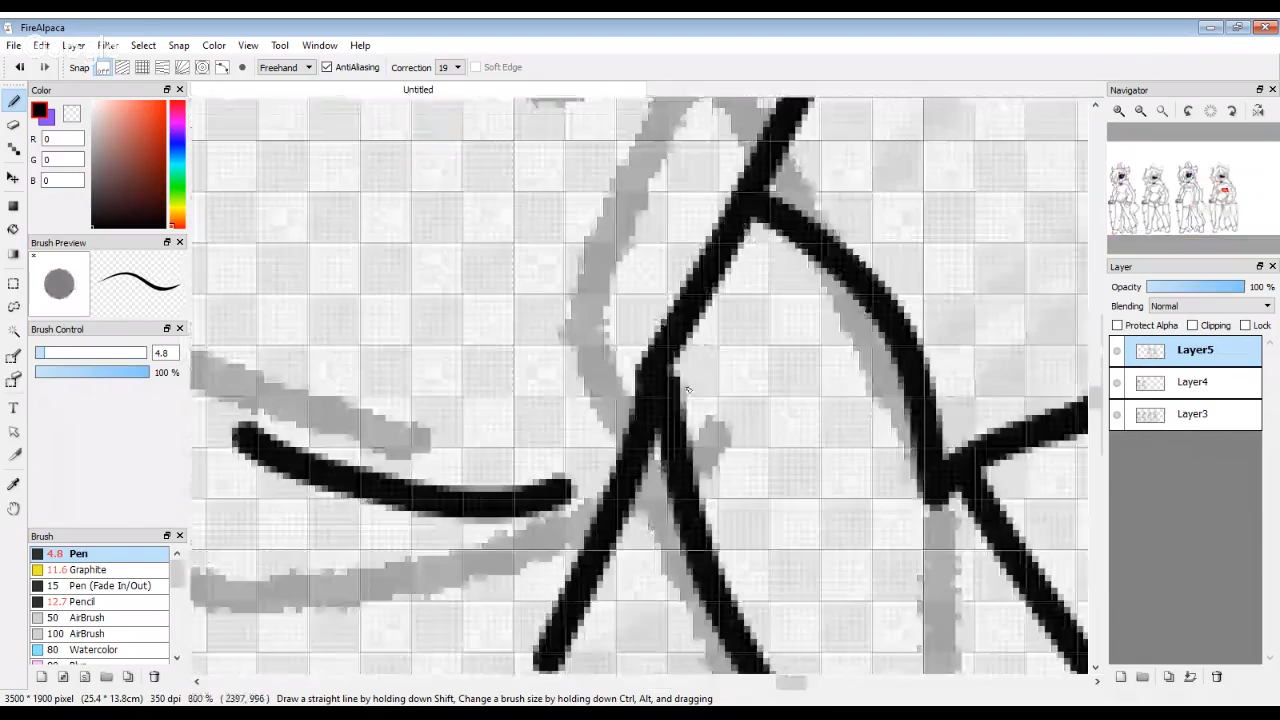 FireAlpaca
File Edit Layer Filter Select Snap Color View Tool Window Help
Snap OFF Freehand AntiAliasing Correction 19 Soft Edge
Color
Untitled
Navigator
R 0
G 0
B 0
Brush Preview
Layer
Opacity 100 %
Blending Normal
Protect Alpha Clipping Lock
Brush Control
4.8
100 %
Layer5
Layer4
Layer3
Brush
4.8 Pen
11.6 Graphite
15 Pen (Fade In/Out)
12.7 Pencil
50 AirBrush
100 AirBrush
80 Watercolor
3500 * 1900 pixel (25.4 * 13.8cm) 350 dpi 800 % ( 2397, 996 ) Draw a straight line by holding down Shift, Change a brush size by holding down Ctrl, Alt, and dragging